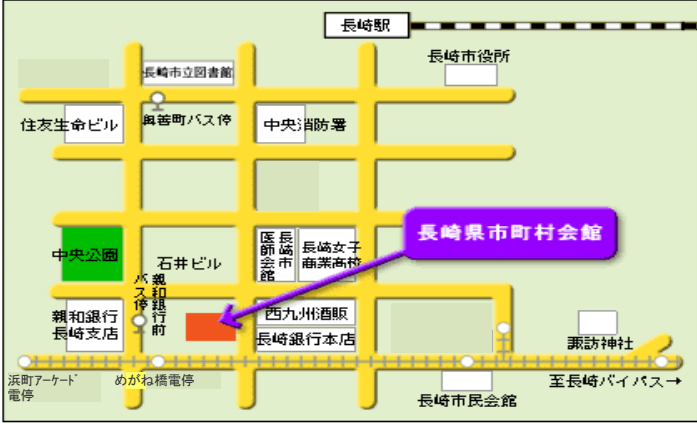 長崎駅
長崎市役所
長崎市立図書館
住友生命ビル
興善町バス停
中央消防署
長崎県市町村会館
中央公園
石井ビル
長崎市
医師会館
長崎女子
商業高校
親和銀行前
バス停
親和銀行
長崎支店
西九州酒販
長崎銀行本店
諏訪神社
浜町アーケード
電停
めがね橋電停
至長崎バイパス→
長崎市民会館